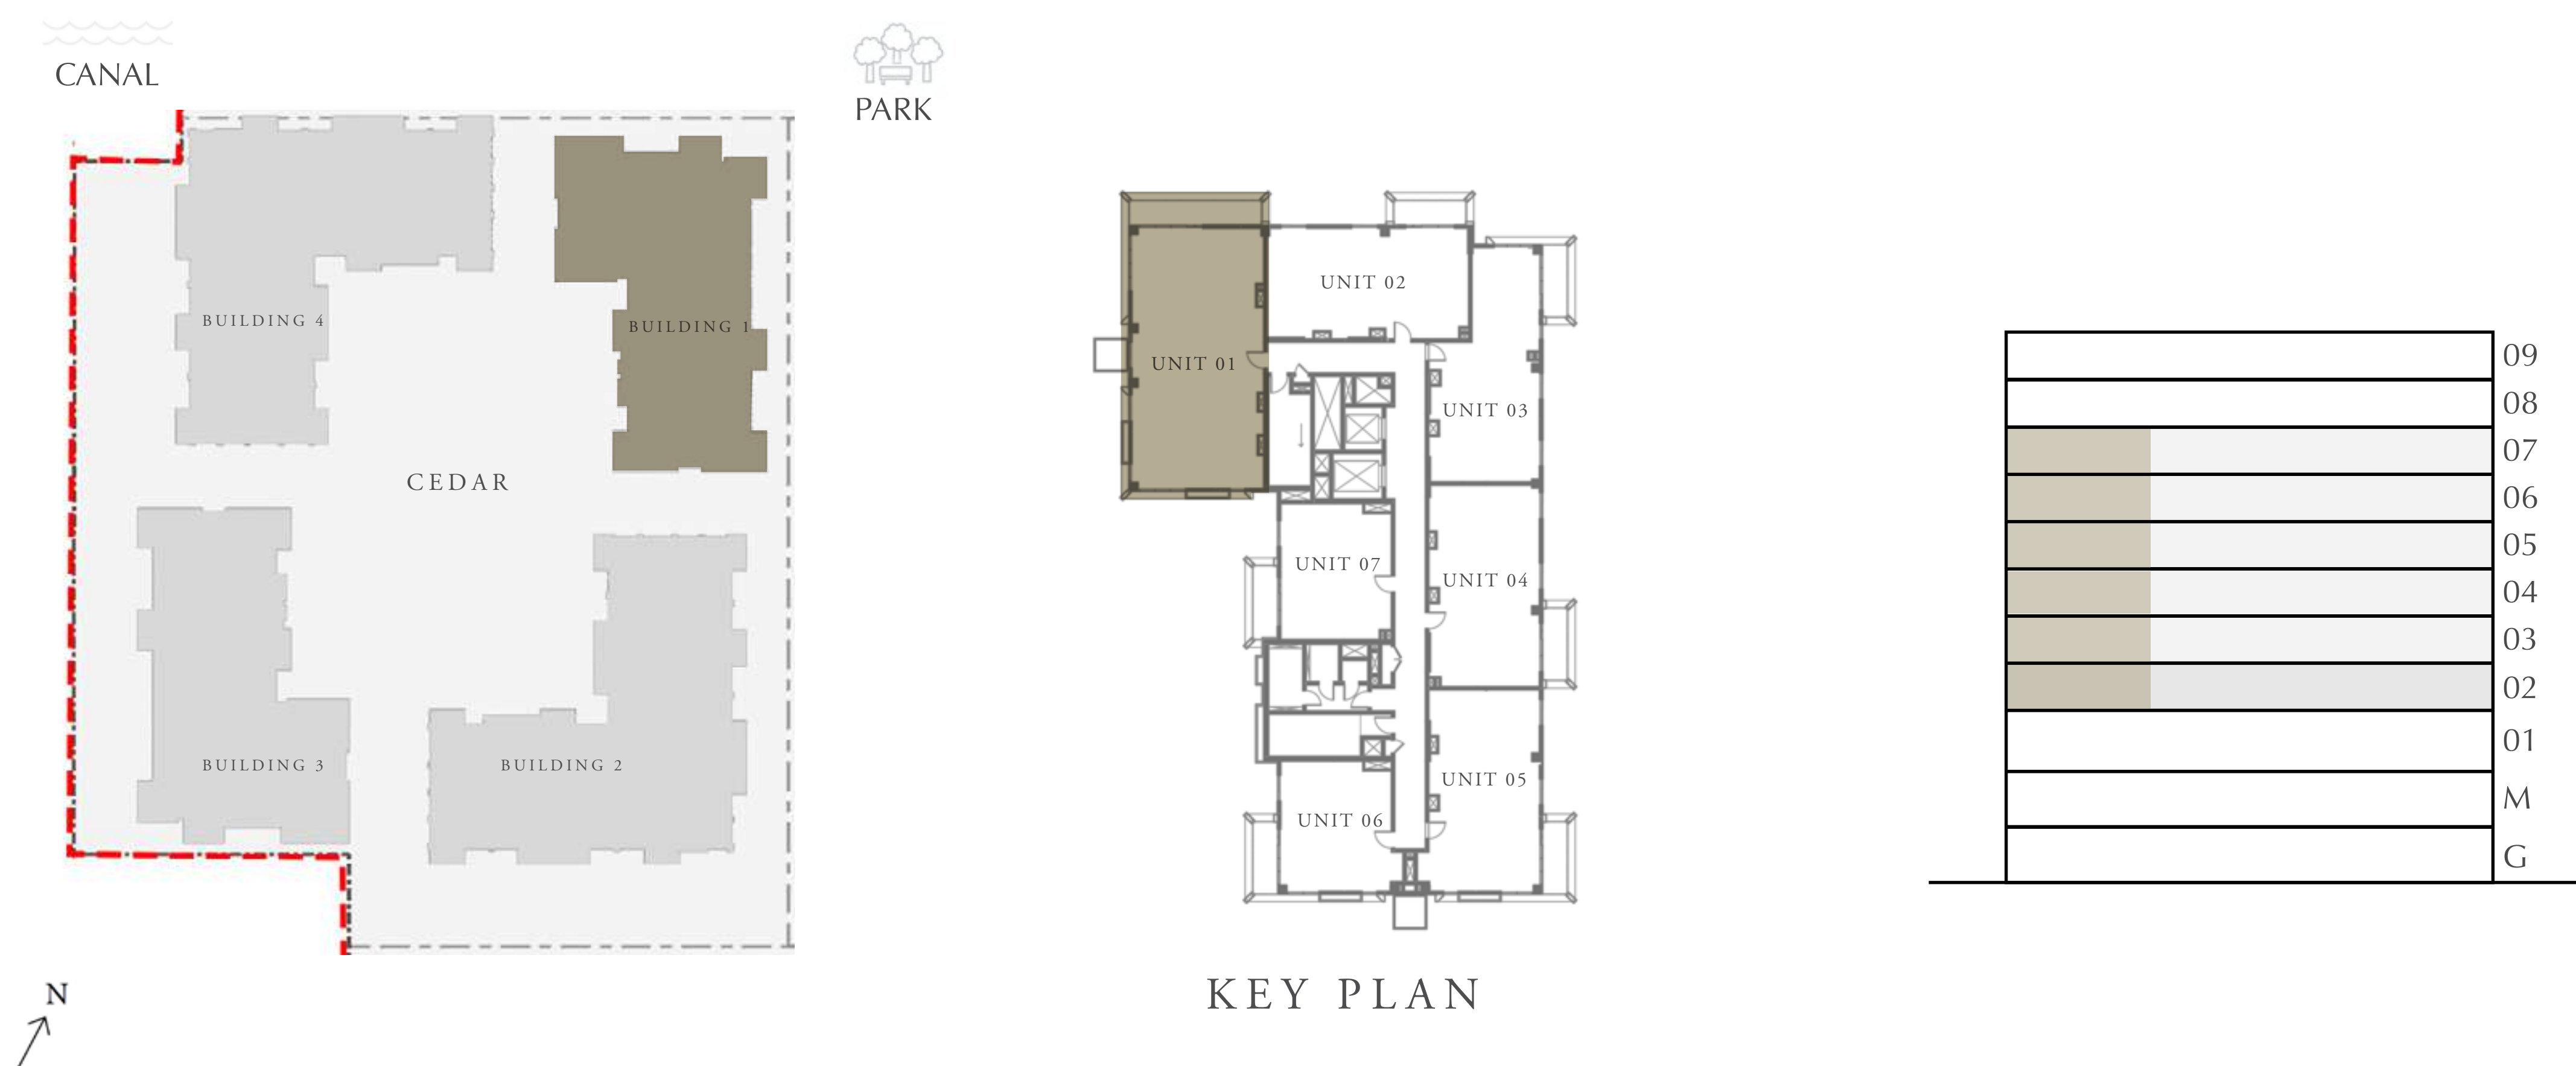 CANAL
PARK
BUILDING 4
BUILDING 1
CEDAR
BUILDING 3
BUILDING 2
N
UNIT 02
UNIT 01
UNIT 03
UNIT 07
UNIT 04
UNIT 05
UNIT 06
KEY PLAN
09
08
07
06
05
04
03
02
01
M
G